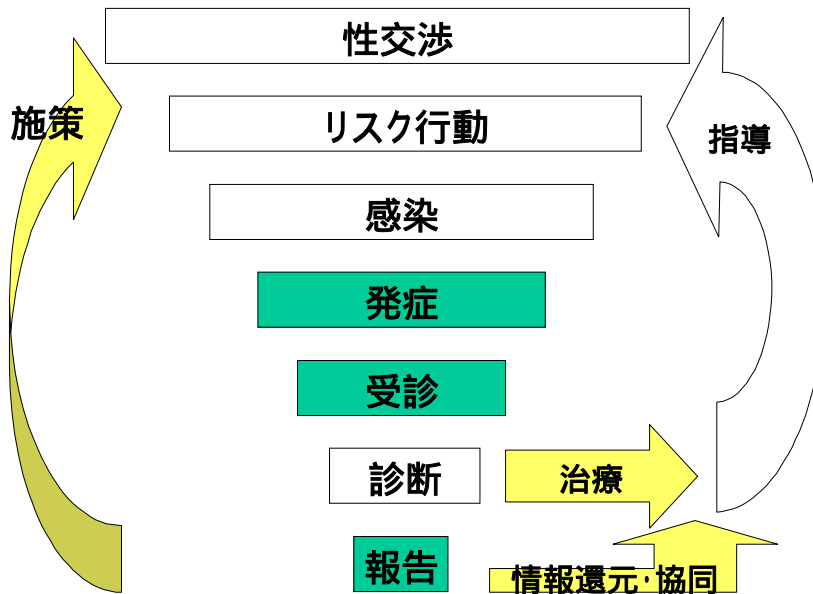 性交渉
施策
リスク行動
指導
感染
発症
受診
診断
治療
報告
情報還元・協同